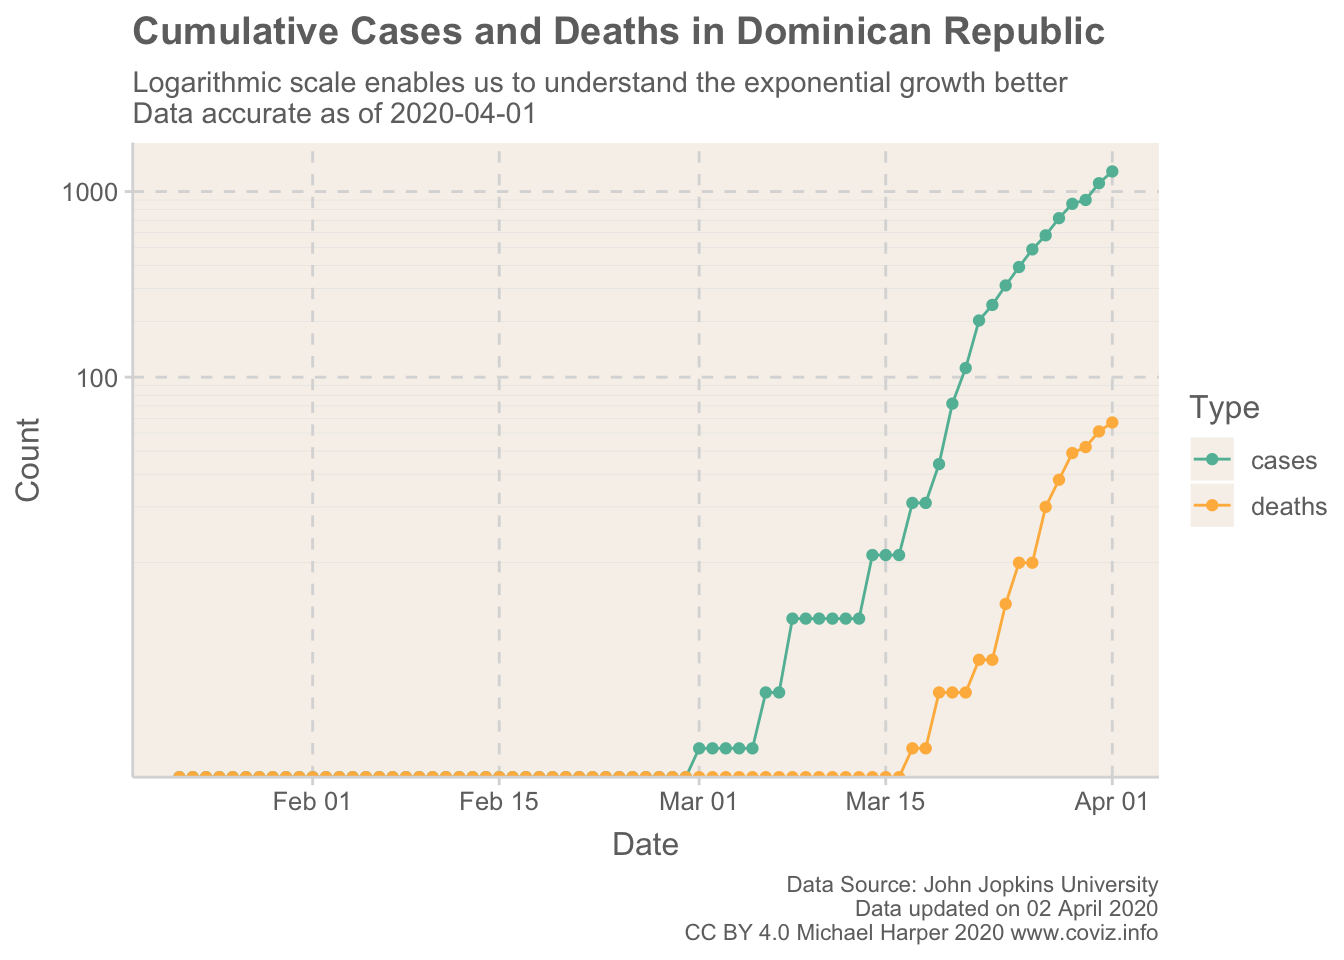 Cumulative Cases and Deaths in Dominican Republic
Logarithmic scale enables us to understand the exponential growth better
Data accurate as of 2020-04-01
1000
100
Count
Type
cases
deaths
Feb 01
Feb 15
Mar 01
Mar 15
Apr 01
Date
Data Source: John Jopkins University
Data updated on 02 April 2020
CC BY 4.0 Michael Harper 2020 www.coviz.info